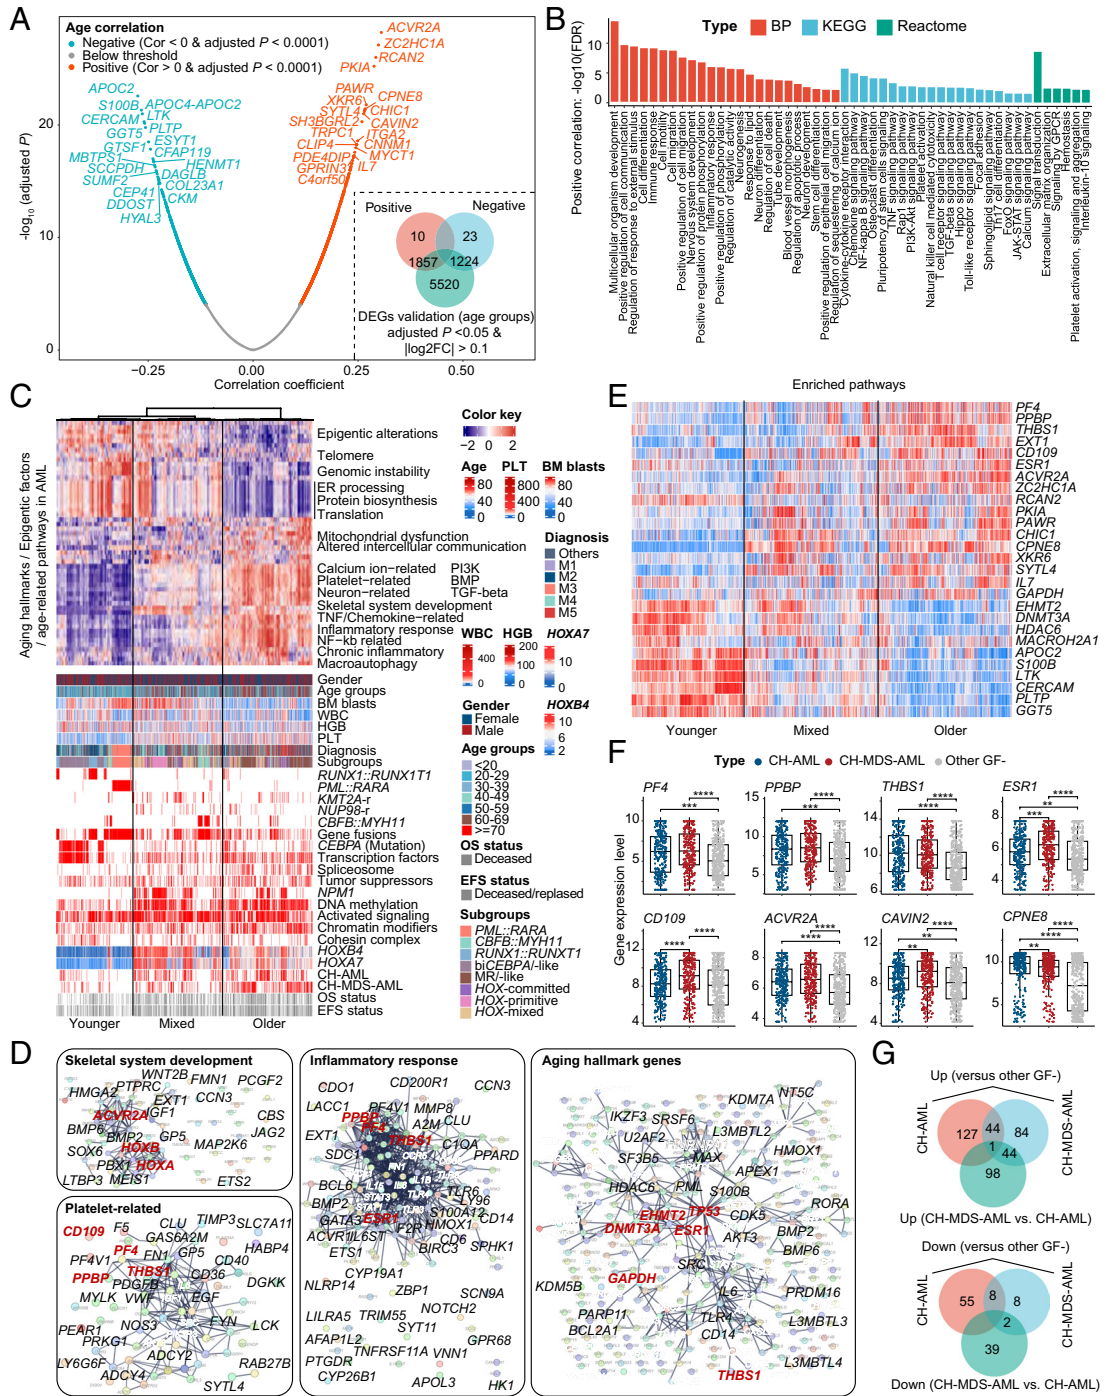 A
Age correlation
Negative (Cor < 0 & adjusted P < 0.0001)
Below threshold
Positive (Cor > 0 & adjusted P < 0.0001)
ACVR2A
ZC2HC1A
RCAN2
PKIA
APOC2
S100B
APOC4-APOC2
CERCAM
LTK
GGT5
PLTP
ESYT1
GTSF1
CFAP119
MBTPS1
HENMT1
SCCPDH
DAGLB
SUMF2
COL23A1
CEP41
CKM
DDOST
HYAL3
PAWR
XKR6
CPNE8
SYTL4
CHIC1
SH3BGRL2
CAVIN2
TRPC1
ITGA2
CLIP4
CNNM1
PDE4DIP
MYCT1
GPRIN3
IL7
C4orf50
20
10
0
-log10 (adjusted P)
−0.25
0.00
0.25
0.50
Correlation coefficient
Positive
Negative
10
23
1857
1224
5520
DEGs validation (age groups)
adjusted P <0.05 &
|log2FC| > 0.1
B
Type
BP
KEGG
Reactome
Positive correlation: -log10(FDR)
10
5
0
Multicellular organism development
Positive regulation of cell communication
Regulation of response to external stimulus
Cell differentiation
Immune response
Cell motility
Cell migration
Positive regulation of cell migration
Nervous system development
Positive regulation of protein phosphorylation
Inflammatory response
Positive regulation of phosphorylation
Regulation of catalytic activity
Neurogenesis
Response to lipid
Neuron differentiation
Regulation of cell death
Tube development
Blood vessel morphogenesis
Regulation of apoptotic process
Neuron development
Stem cell differentiation
Positive regulation of epithelial cell migration
Regulation of sequestering of calcium ion
Cytokine-cytokine receptor interaction
Chemokine signaling pathway
NF-kappa B signaling pathway
Osteoclast differentiation
Pluripotency of stem cells signaling
TNF signaling pathway
Rap1 signaling pathway
PI3K-Akt signaling pathway
Platelet activation
Natural killer cell mediated cytotoxicity
T cell receptor signaling pathway
TGF-beta signaling pathway
Hippo signaling pathway
Toll-like receptor signaling pathway
Focal adhesion
Sphingolipid signaling pathway
Th17 cell differentiation
FoxO signaling pathway
JAK-STAT signaling pathway
Calcium signaling pathway
Signal transduction
Extracellular matrix organization
Signaling by GPCR
Hemostasis
Platelet activation, signaling and aggregation
Interleukin-10 signaling
Enriched pathways
C
Aging hallmarks / Epigentic factors
/ age-related pathways in AML
Epigentic alterations
Telomere
Genomic instability
IER processing
Protein biosynthesis
Translation
Mitochondrial dysfunction
Altered intercellular communication
Calcium ion−related PI3K
Platelet−related BMP
Neuron−related TGF-beta
Skeletal system development
TNF/Chemokine−related
Inflammatory response
NF−kb related
Chronic inflammatory
Macroautophagy
Gender
Age groups
BM blasts
WBC
HGB
PLT
Diagnosis
Subgroups
RUNX1::RUNX1T1
PML::RARA
KMT2A-r
NUP98-r
CBFB::MYH11
Gene fusions
CEBPA (Mutation)
Transcription factors
Spliceosome
Tumor suppressors
NPM1
DNA methylation
Activated signaling
Chromatin modifiers
Cohesin complex
HOXB4
HOXA7
CH-AML
CH-MDS-AML
OS status
EFS status
Younger
Mixed
Older
Color key
−2 0 2
Age PLT BM blasts
80
40
0
800
400
0
80
40
0
Diagnosis
Others
M1
M2
M3
M4
M5
WBC HGB HOXA7
400
200
0
200
100
0
10
0
HOXB4
10
6
2
Gender
Female
Male
Age groups
<20
20-29
30-39
40-49
50-59
60-69
>=70
OS status
Deceased
EFS status
Deceased/replased
Subgroups
PML::RARA
CBFB::MYH11
RUNX1::RUNXT1
biCEBPA/-like
MR/-like
HOX-committed
HOX-primitive
HOX-mixed
E
PF4
PPBP
THBS1
EXT1
CD109
ESR1
ACVR2A
ZC2HC1A
RCAN2
PKIA
PAWR
CHIC1
CPNE8
XKR6
SYTL4
IL7
GAPDH
EHMT2
DNMT3A
HDAC6
MACROH2A1
APOC2
S100B
LTK
CERCAM
PLTP
GGT5
Younger
Mixed
Older
F
Type
CH-AML
CH-MDS-AML
Other GF-
Gene expression level
PF4
****
***
10
5
PPBP
****
***
13
8
3
THBS1
****
****
14
10
6
ESR1
****
**
***
8
6
4
CD109
****
****
12
8
4
ACVR2A
****
****
8
6
4
CAVIN2
****
**
**
12
8
4
CPNE8
****
****
**
10
5
D
Skeletal system development
WNT2B
PTPRC
FMN1
PCGF2
HMGA2
EXT1
CCN3
ACVR2A
IGF1
CBS
BMP6
GP5
JAG2
BMP2
MAP2K6
SOX6
HOXB
PBX1
HOXA
LTBP3
MEIS1
ETS2
Platelet-related
CD109
F5
CLU
TIMP3
SLC7A11
GAS6
A2M
PF4
FN1
GP5
HABP4
PF4V1
THBS1
CD40
PPBP
CD36
PDGFB
DGKK
MYLK
VWF
EGF
NOS3
FYN
LCK
PEAR1
PRKG1
ADCY2
LY6G6F
RAB27B
ADCY4
SYTL4
Inflammatory response
CDO1
CD200R1
CCN3
LACC1
PF4V1
MMP8
PPBP
CLU
PF4
A2M
EXT1
THBS1
C1QA
SDC1
CCR5
PPARD
FN1
IL1B
IL6
BCL6
STAT3
TLR4
TLR6
LY96
BMP2
S100A12
GATA3
ESR1
CD14
F2R
HMOX1
ACVR1
IL6ST
CD6
ETS1
BIRC3
SPHK1
CYP19A1
NLRP14
ZBP1
SCN9A
NOTCH2
LILRA5
TRIM55
SYT11
AFAP1L2
GPR68
TNFRSF11A
VNN1
PTGDR
CYP26B1
APOL3
HK1
Aging hallmark genes
NT5C
KDM7A
IKZF3
SRSF6
U2AF2
L3MBTL2
SF3B5
MAX
HMOX1
APEX1
HDAC6
PML
S100B
RORA
EHMT2
TP53
CDK5
DNMT3A
ESR1
BMP2
AKT3
BMP6
SRC
GAPDH
KDM5B
IL6
PRDM16
PARP11
TLR4
L3MBTL3
BCL2A1
CD14
L3MBTL4
THBS1
G
Up (versus other GF-)
CH-AML
CH-MDS-AML
127
44
84
1
44
98
Up (CH-MDS-AML vs. CH-AML)
Down (versus other GF-)
CH-AML
CH-MDS-AML
55
8
8
2
39
Down (CH-MDS-AML vs. CH-AML)